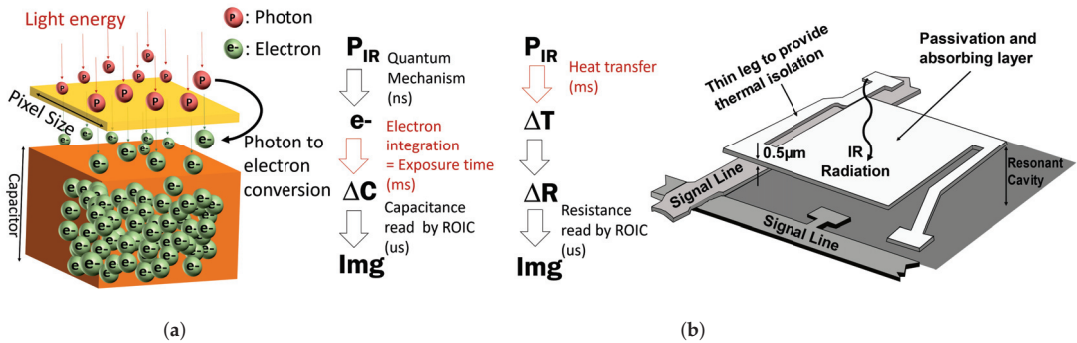 Light energy
P : Photon
e- : Electron
P P P P P P P P P P P
Pixel Size
Photon to
electron
conversion
Capacitor
P_IR
Quantum
Mechanism
(ns)
e-
Electron
integration
= Exposure time
(ms)
ΔC
Capacitance
read by ROIC
(us)
Img
P_IR
Heat transfer
(ms)
ΔT
ΔR
Resistance
read by ROIC
(us)
Img
Thin leg to provide
thermal isolation
Passivation and
absorbing layer
0.5µm
IR
Radiation
Resonant
Cavity
Signal Line
Signal Line
(a)
(b)